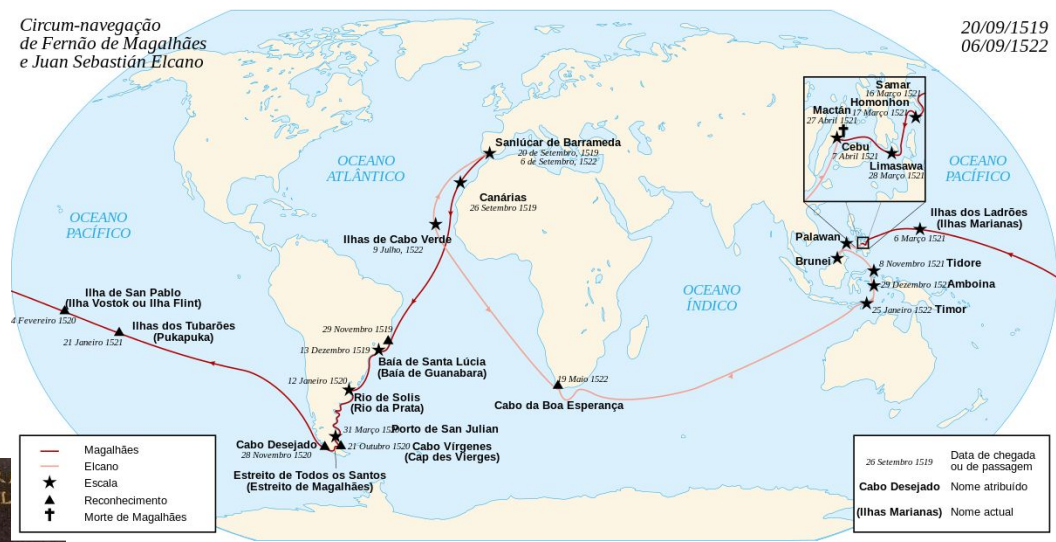 Circum-navegação
de Fernão de Magalhães
e Juan Sebastián Elcano
20/09/1519
06/09/1522
Samar
16 Março 1521
Homonhon
17 Março 1521
Mactán
27 Abril 1521
Cebu
7 Abril 1521
Limasawa
28 Março 1521
Sanlúcar de Barrameda
20 de Setembro, 1519
6 de Setembro, 1522
OCEANO
ATLÂNTICO
Canárias
26 Setembro 1519
OCEANO
PACÍFICO
OCEANO
PACÍFICO
Ilhas dos Ladrões
(Ilhas Marianas)
6 Março 1521
Ilhas de Cabo Verde
9 Julho, 1522
Palawan
Brunei
8 Novembro 1521 Tidore
29 Dezembro 152 Amboina
25 Janeiro 1522 Timor
OCEANO
ÍNDICO
Ilha de San Pablo
(Ilha Vostok ou Ilha Flint)
4 Fevereiro 1520
Ilhas dos Tubarões
(Pukapuka)
21 Janeiro 1521
29 Novembro 1519
13 Dezembro 1519
Baía de Santa Lúcia
(Baía de Guanabara)
12 Janeiro 1520
Rio de Solis
(Rio da Prata)
19 Maio 1522
Cabo da Boa Esperança
31 Março 1520 Porto de San Julian
Cabo Desejado
28 Novembro 1520
21 Outubro 1520
Cabo Vírgenes
(Cap des Vierges)
Estreito de Todos os Santos
(Estreito de Magalhães)
Magalhães
Elcano
Escala
Reconhecimento
Morte de Magalhães
26 Setembro 1519
Data de chegada
ou de passagem
Cabo Desejado Nome atribuído
(Ilhas Marianas) Nome actual